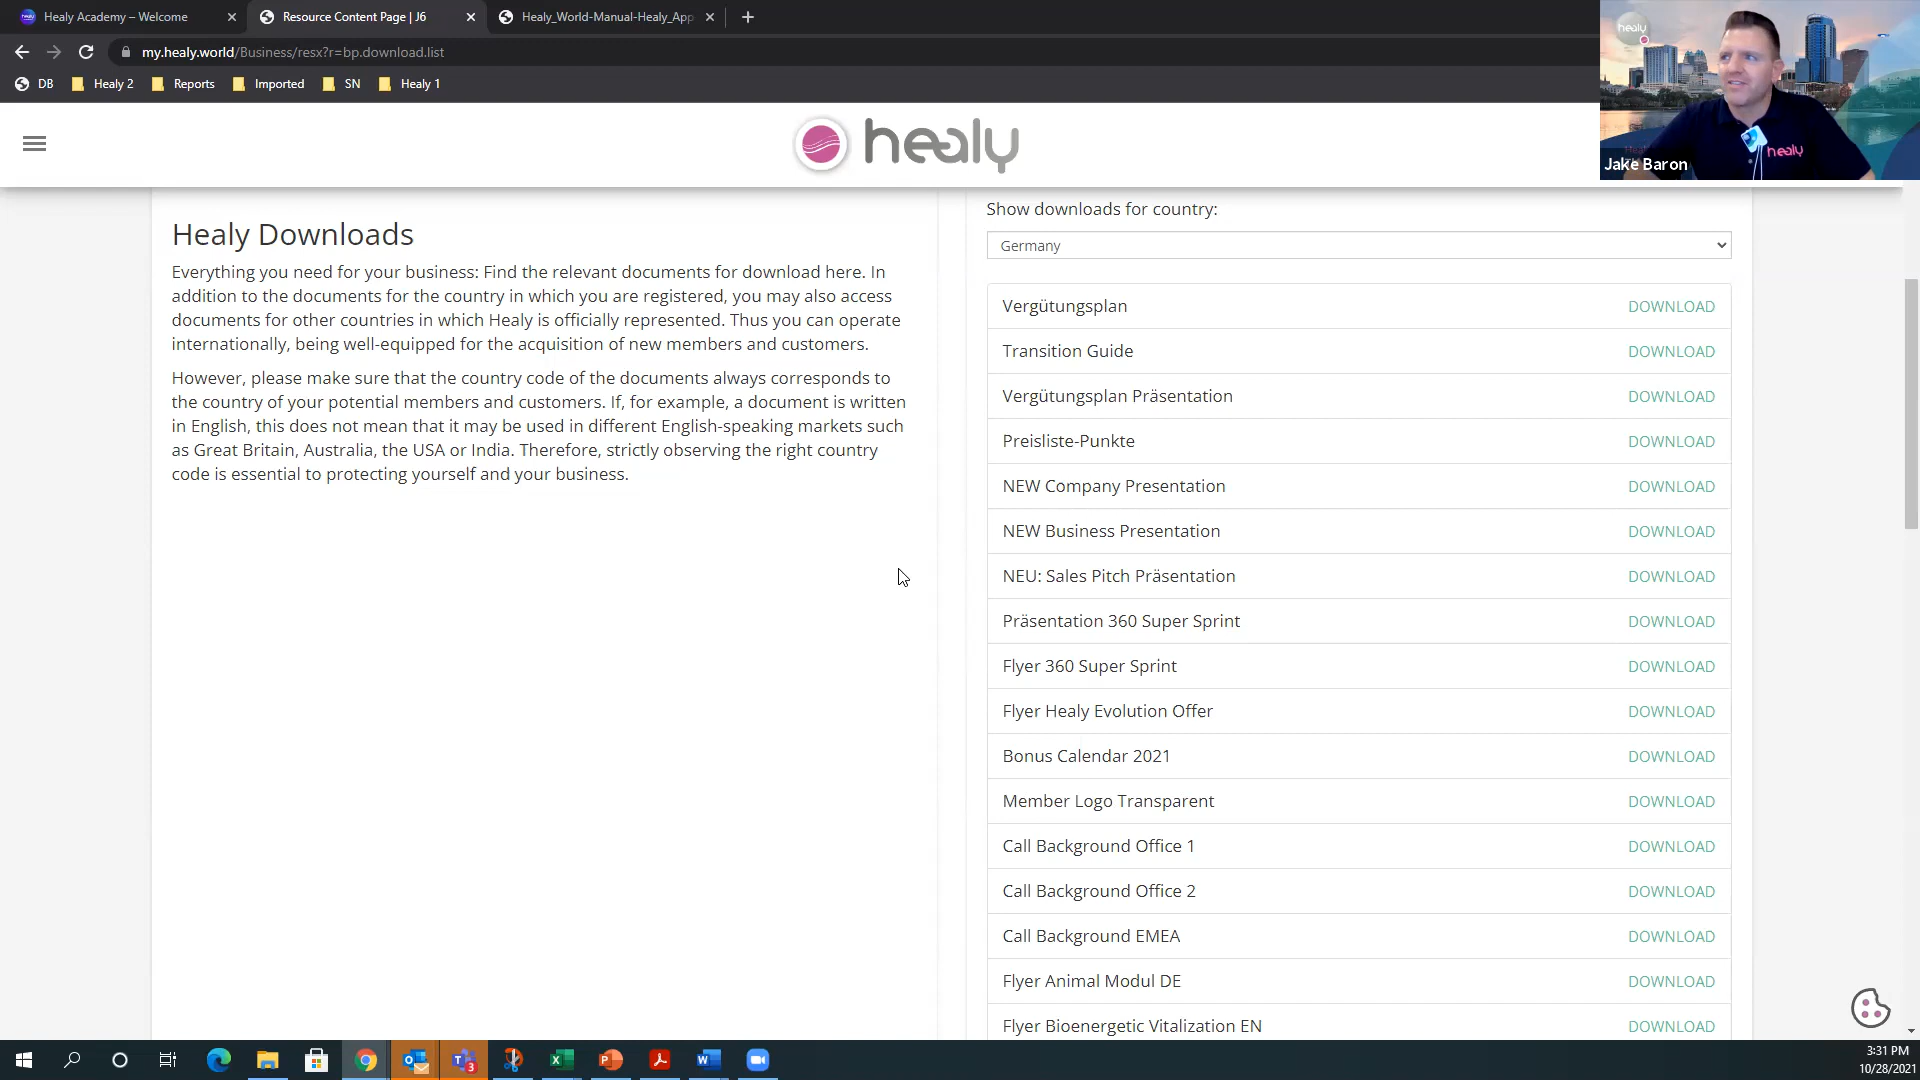 Healy Academy – Welcome
Resource Content Page | J6
Healy_World-Manual-Healy_App
my.healy.world/Business/resx?r=bp.download.list
DB
Healy 2
Reports
Imported
SN
Healy 1
healy
healy
healy
Jake Baron
Healy Downloads
Everything you need for your business: Find the relevant documents for download here. In
addition to the documents for the country in which you are registered, you may also access
documents for other countries in which Healy is officially represented. Thus you can operate
internationally, being well-equipped for the acquisition of new members and customers.
However, please make sure that the country code of the documents always corresponds to
the country of your potential members and customers. If, for example, a document is written
in English, this does not mean that it may be used in different English-speaking markets such
as Great Britain, Australia, the USA or India. Therefore, strictly observing the right country
code is essential to protecting yourself and your business.
Show downloads for country:
Germany
Vergütungsplan DOWNLOAD
Transition Guide DOWNLOAD
Vergütungsplan Präsentation DOWNLOAD
Preisliste-Punkte DOWNLOAD
NEW Company Presentation DOWNLOAD
NEW Business Presentation DOWNLOAD
NEU: Sales Pitch Präsentation DOWNLOAD
Präsentation 360 Super Sprint DOWNLOAD
Flyer 360 Super Sprint DOWNLOAD
Flyer Healy Evolution Offer DOWNLOAD
Bonus Calendar 2021 DOWNLOAD
Member Logo Transparent DOWNLOAD
Call Background Office 1 DOWNLOAD
Call Background Office 2 DOWNLOAD
Call Background EMEA DOWNLOAD
Flyer Animal Modul DE DOWNLOAD
Flyer Bioenergetic Vitalization EN DOWNLOAD
3:31 PM
10/28/2021